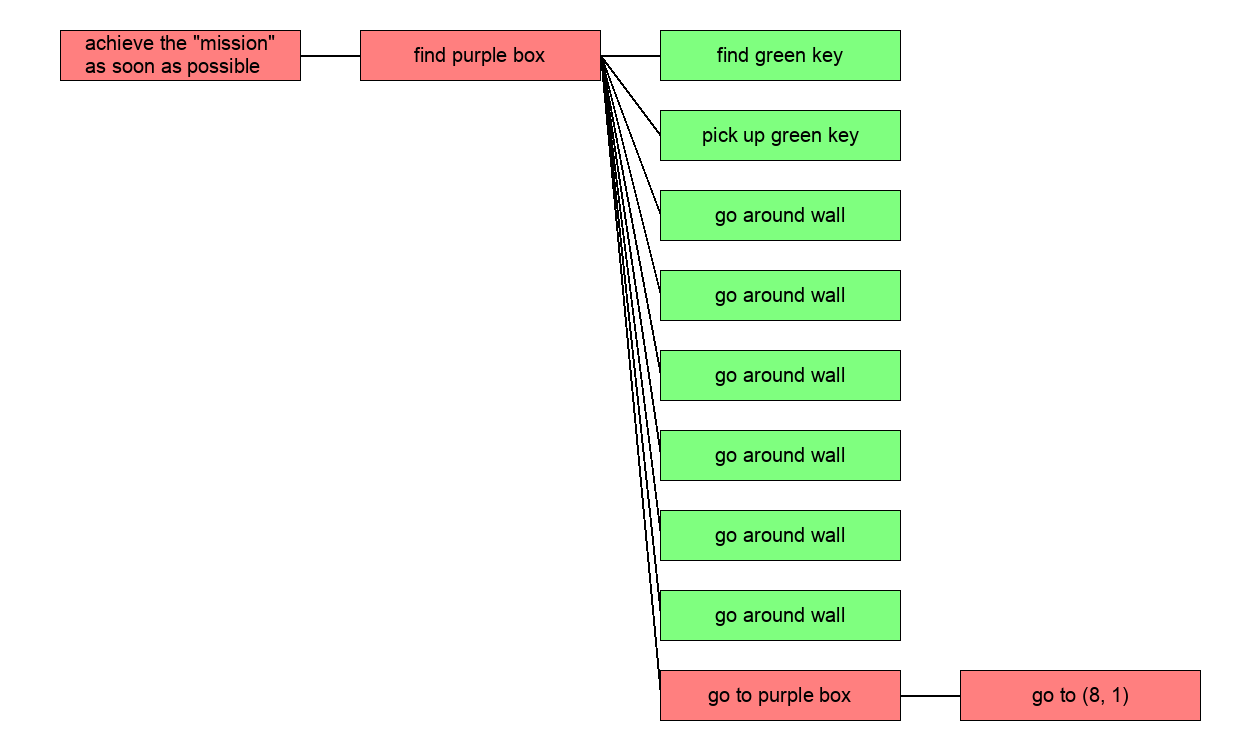 achieve the "mission"
as soon as possible
find purple box
find green key
pick up green key
go around wall
go around wall
go around wall
go around wall
go around wall
go around wall
go to purple box
go to (8, 1)